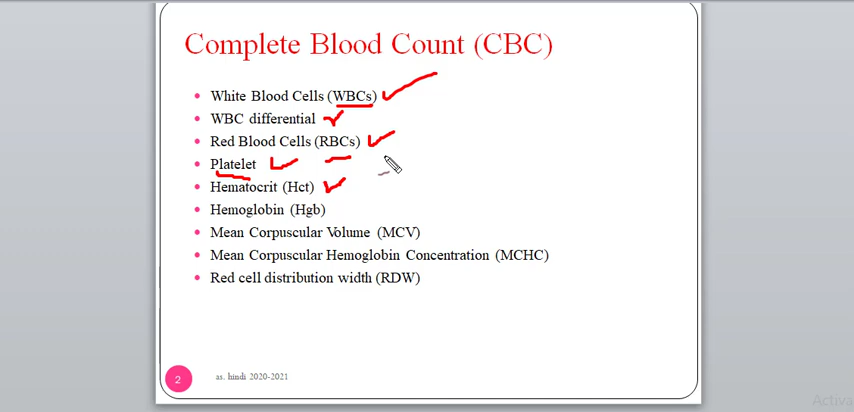 Complete Blood Count (CBC)
• White Blood Cells (WBCs)
• WBC differential
• Red Blood Cells (RBCs)
• Platelet
• Hematocrit (Hct)
• Hemoglobin (Hgb)
• Mean Corpuscular Volume (MCV)
• Mean Corpuscular Hemoglobin Concentration (MCHC)
• Red cell distribution width (RDW)
2
as, hindi 2020-2021
Activa